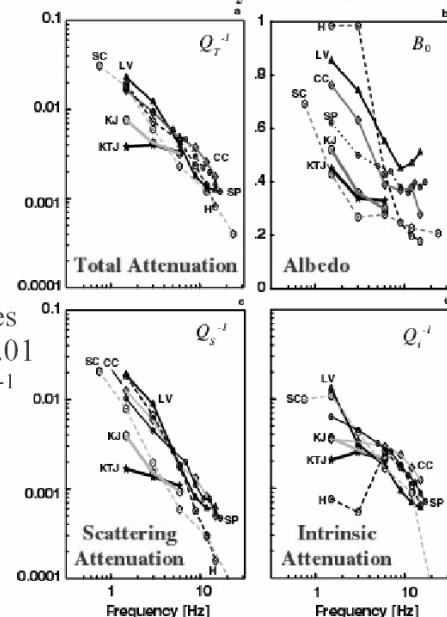 a
b
0.1
Q_T^-1
SC
LV
KJ
KTJ
CC
SP
H
0.01
0.001
0.0001
Total Attenuation
1
.8
.6
.4
.2
0
B_0
H
LV
CC
SC
SP
KJ
KTJ
Albedo
es
.01
-1
c
d
0.1
Q_S^-1
SC CC
LV
KJ
KTJ
SP
H
0.01
0.001
0.0001
Scattering
Attenuation
1 10
Frequency [Hz]
Q_i^-1
LV
SC
KJ
KTJ
CC
H
SP
Intrinsic
Attenuation
1 10
Frequency [Hz]